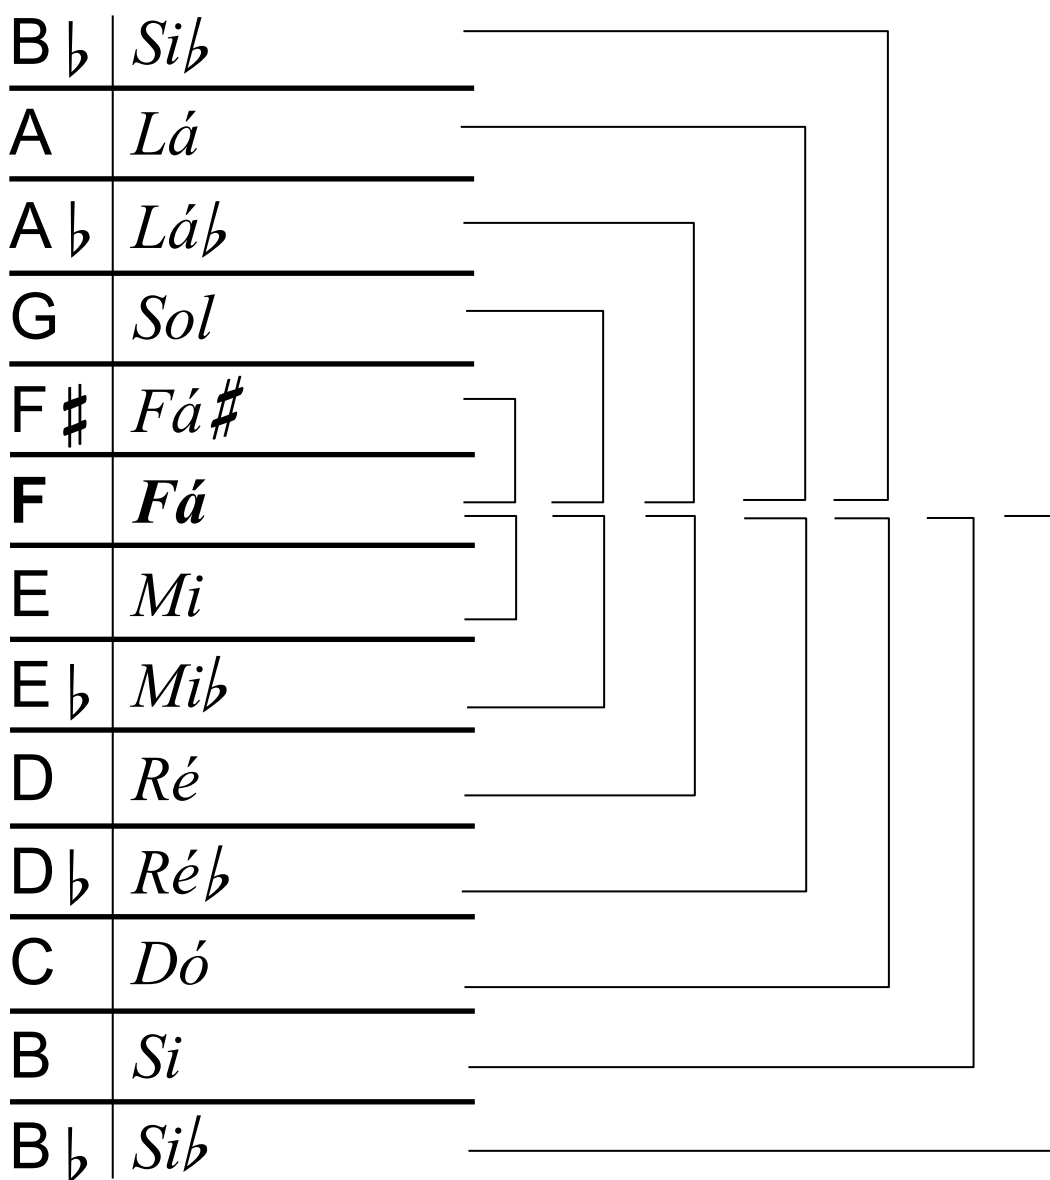 B♭ Si♭
A Lá
A♭ Lá♭
G Sol
F♯ Fá♯
F Fá
E Mi
E♭ Mi♭
D Ré
D♭ Ré♭
C Dó
B Si
B♭ Si♭